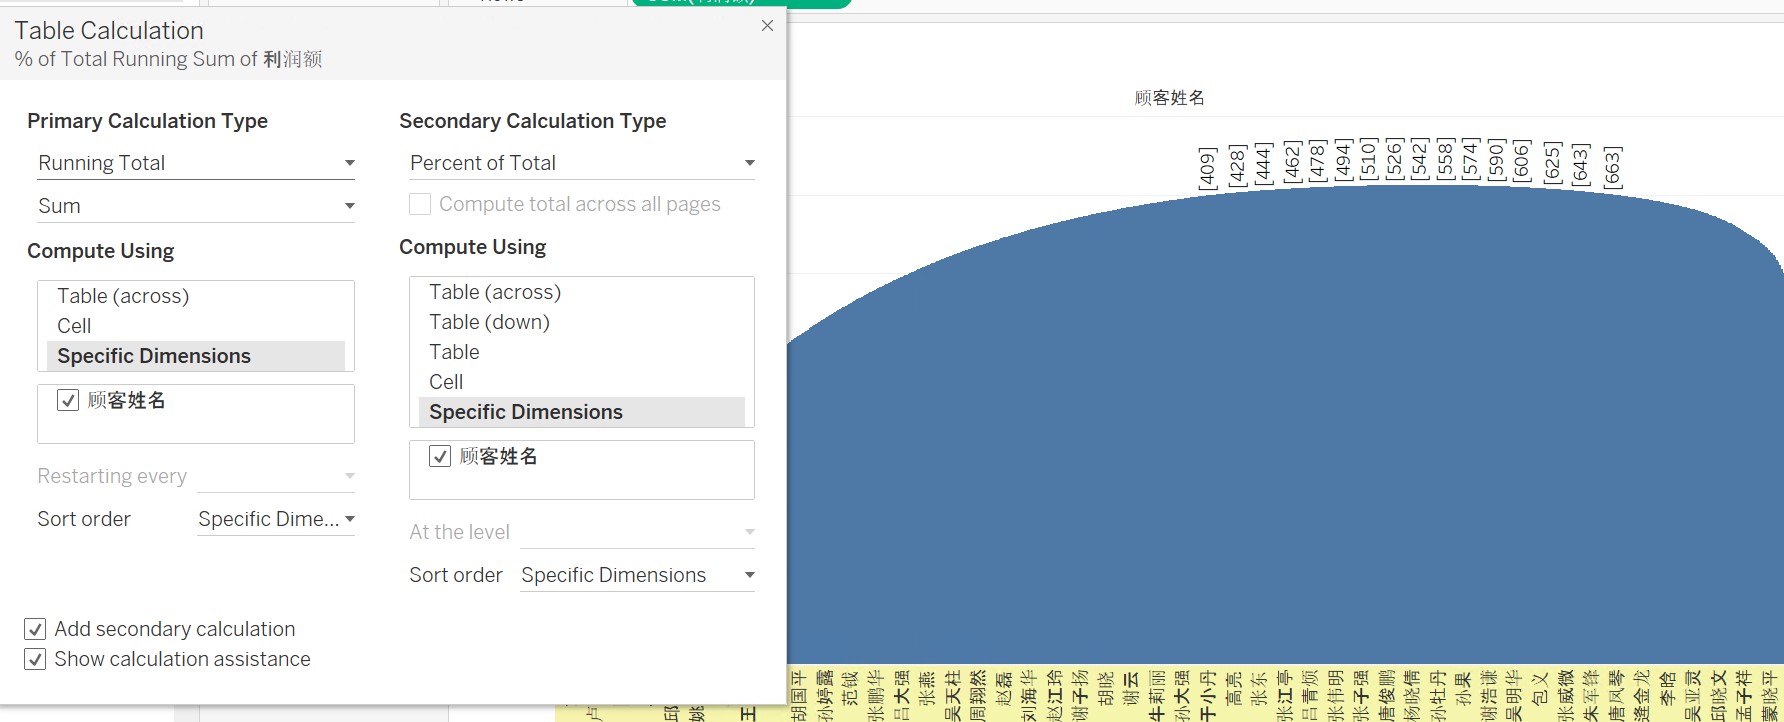 Table Calculation
% of Total Running Sum of 利润额
Primary Calculation Type
Running Total
Sum
Compute Using
Table (across)
Cell
Specific Dimensions
顾客姓名
Restarting every
Sort order
Specific Dime...
Secondary Calculation Type
Percent of Total
Compute total across all pages
Compute Using
Table (across)
Table (down)
Table
Cell
Specific Dimensions
顾客姓名
At the level
Sort order
Specific Dimensions
Add secondary calculation
Show calculation assistance
顾客姓名
[409]
[428]
[444]
[462]
[478]
[494]
[510]
[526]
[542]
[558]
[574]
[590]
[606]
[625]
[643]
[663]
胡国平
孙婷露
范钺
张鹏华
吕大强
张燕
吴天柱
周翔然
赵磊
刘海华
赵江玲
谢子扬
胡晓
谢云
牛莉丽
孙大强
于小丹
高亮
张东
张江亭
吕青烦
张伟明
张子强
唐俊鹏
杨晓倩
孙牡丹
孙果
谢浩谦
吴明华
包义
张威微
朱军锋
唐凤琴
逄金龙
李晗
吴亚灵
邱晓文
孟子祥
蒙晓平